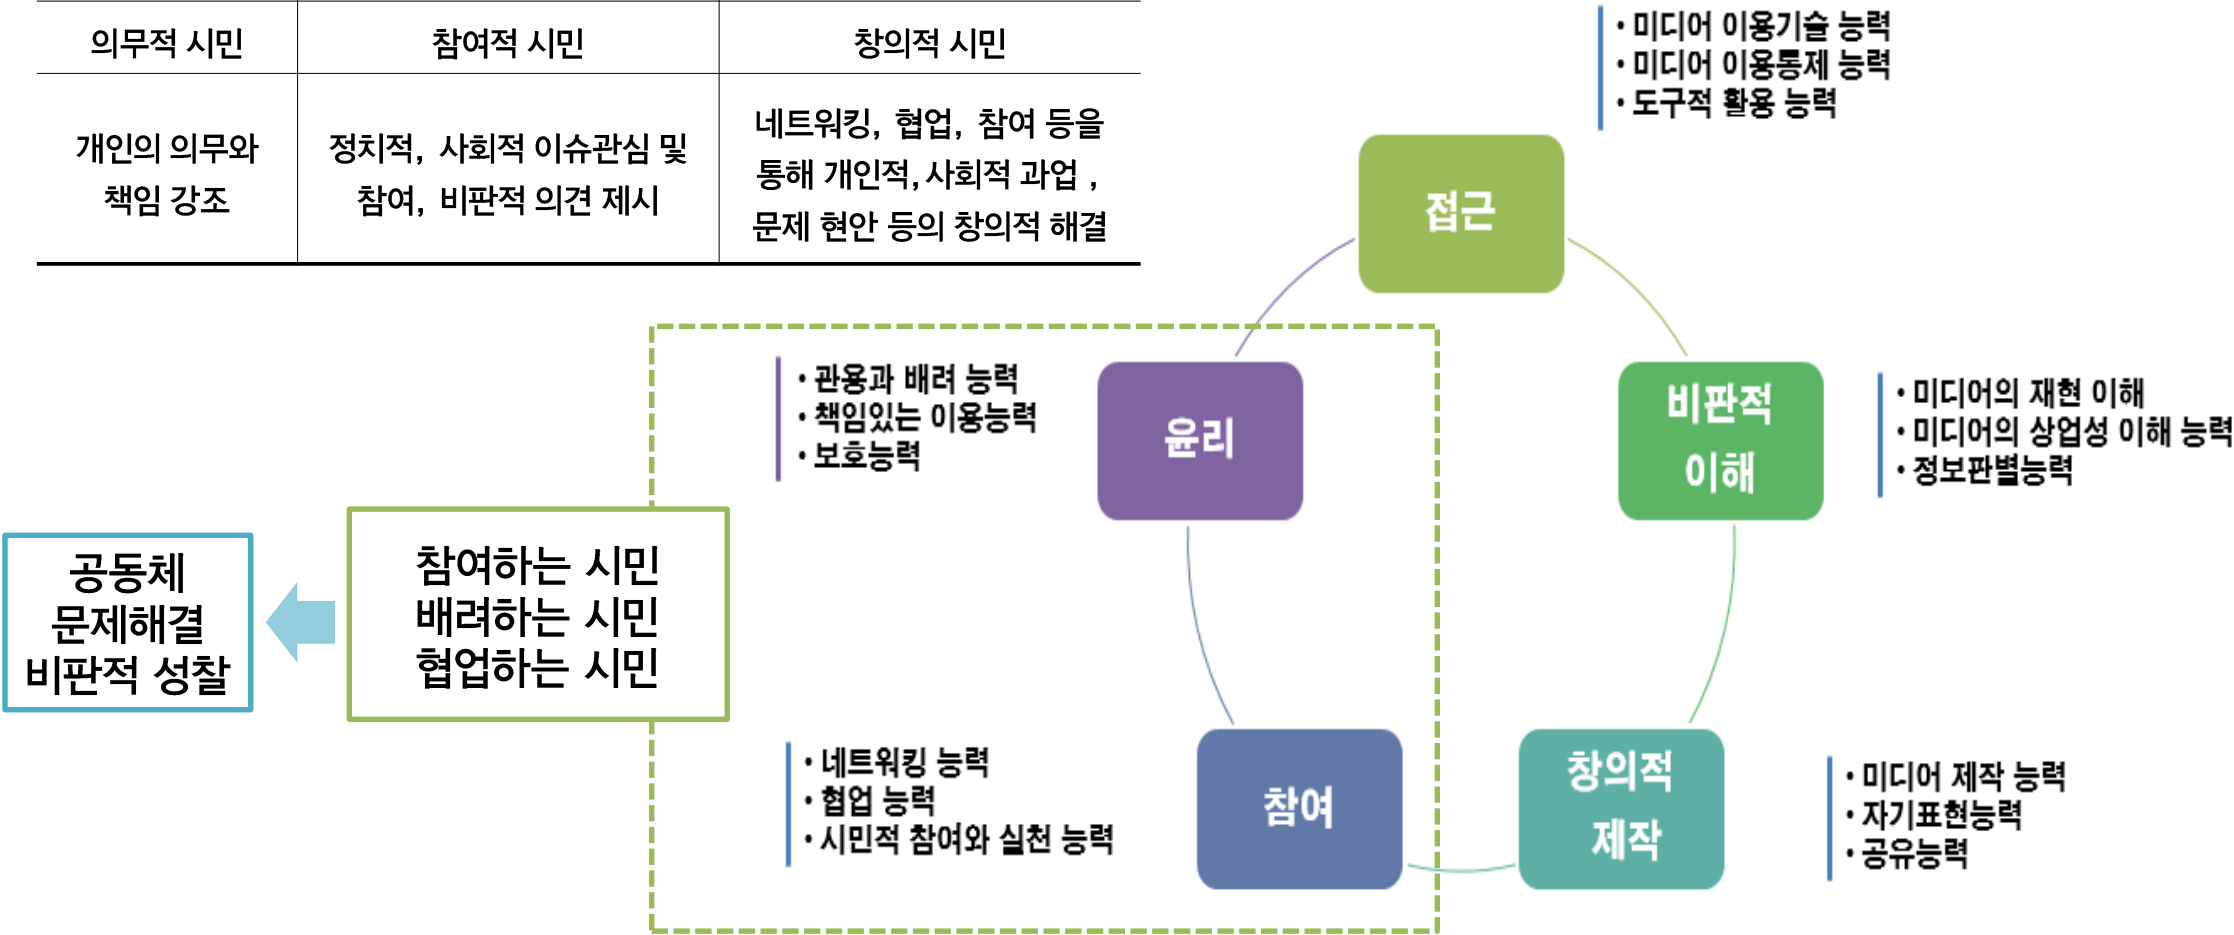 의무적 시민
참여적 시민
창의적 시민
개인의 의무와
책임 강조
정치적, 사회적 이슈관심 및
참여, 비판적 의견 제시
네트워킹, 협업, 참여 등을
통해 개인적, 사회적 과업 ,
문제 현안 등의 창의적 해결
• 미디어 이용기술 능력
• 미디어 이용통제 능력
• 도구적 활용 능력
접근
• 관용과 배려 능력
• 책임있는 이용능력
• 보호능력
윤리
비판적
이해
• 미디어의 재현 이해
• 미디어의 상업성 이해 능력
• 정보판별능력
공동체
문제해결
비판적 성찰
참여하는 시민
배려하는 시민
협업하는 시민
• 네트워킹 능력
• 협업 능력
• 시민적 참여와 실천 능력
참여
창의적
제작
• 미디어 제작 능력
• 자기표현능력
• 공유능력